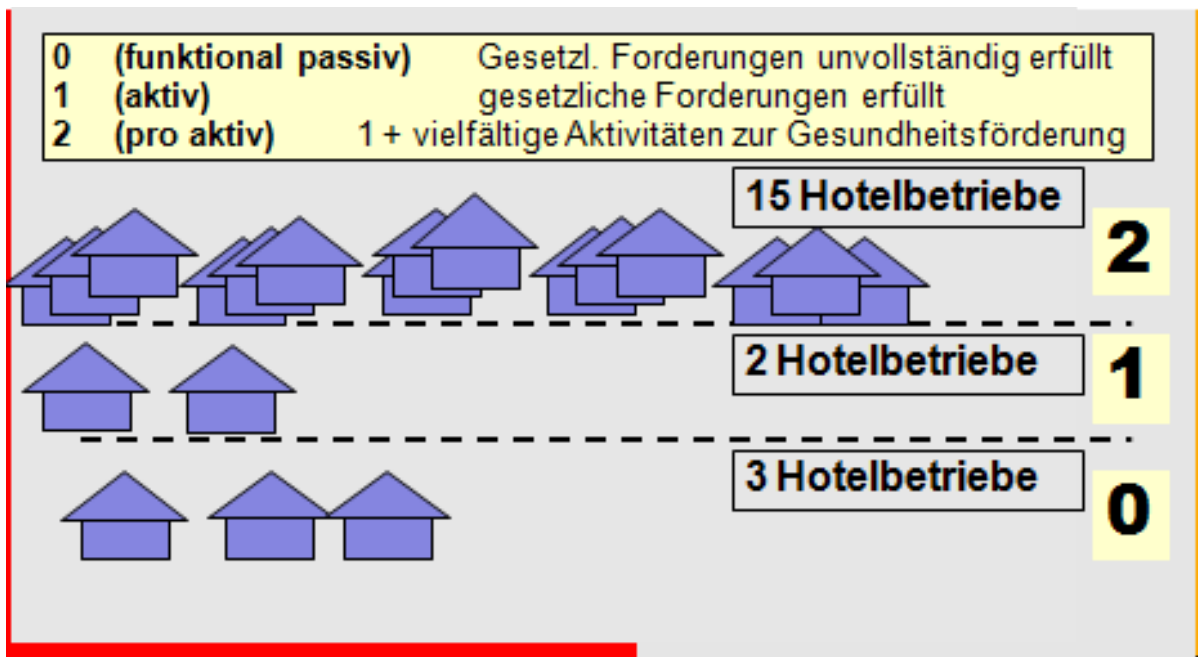 0 (funktional passiv) Gesetzl. Forderungen unvollständig erfüllt
1 (aktiv) gesetzliche Forderungen erfüllt
2 (pro aktiv) 1 + vielfältige Aktivitäten zur Gesundheitsförderung
15 Hotelbetriebe
2
2 Hotelbetriebe
1
3 Hotelbetriebe
0